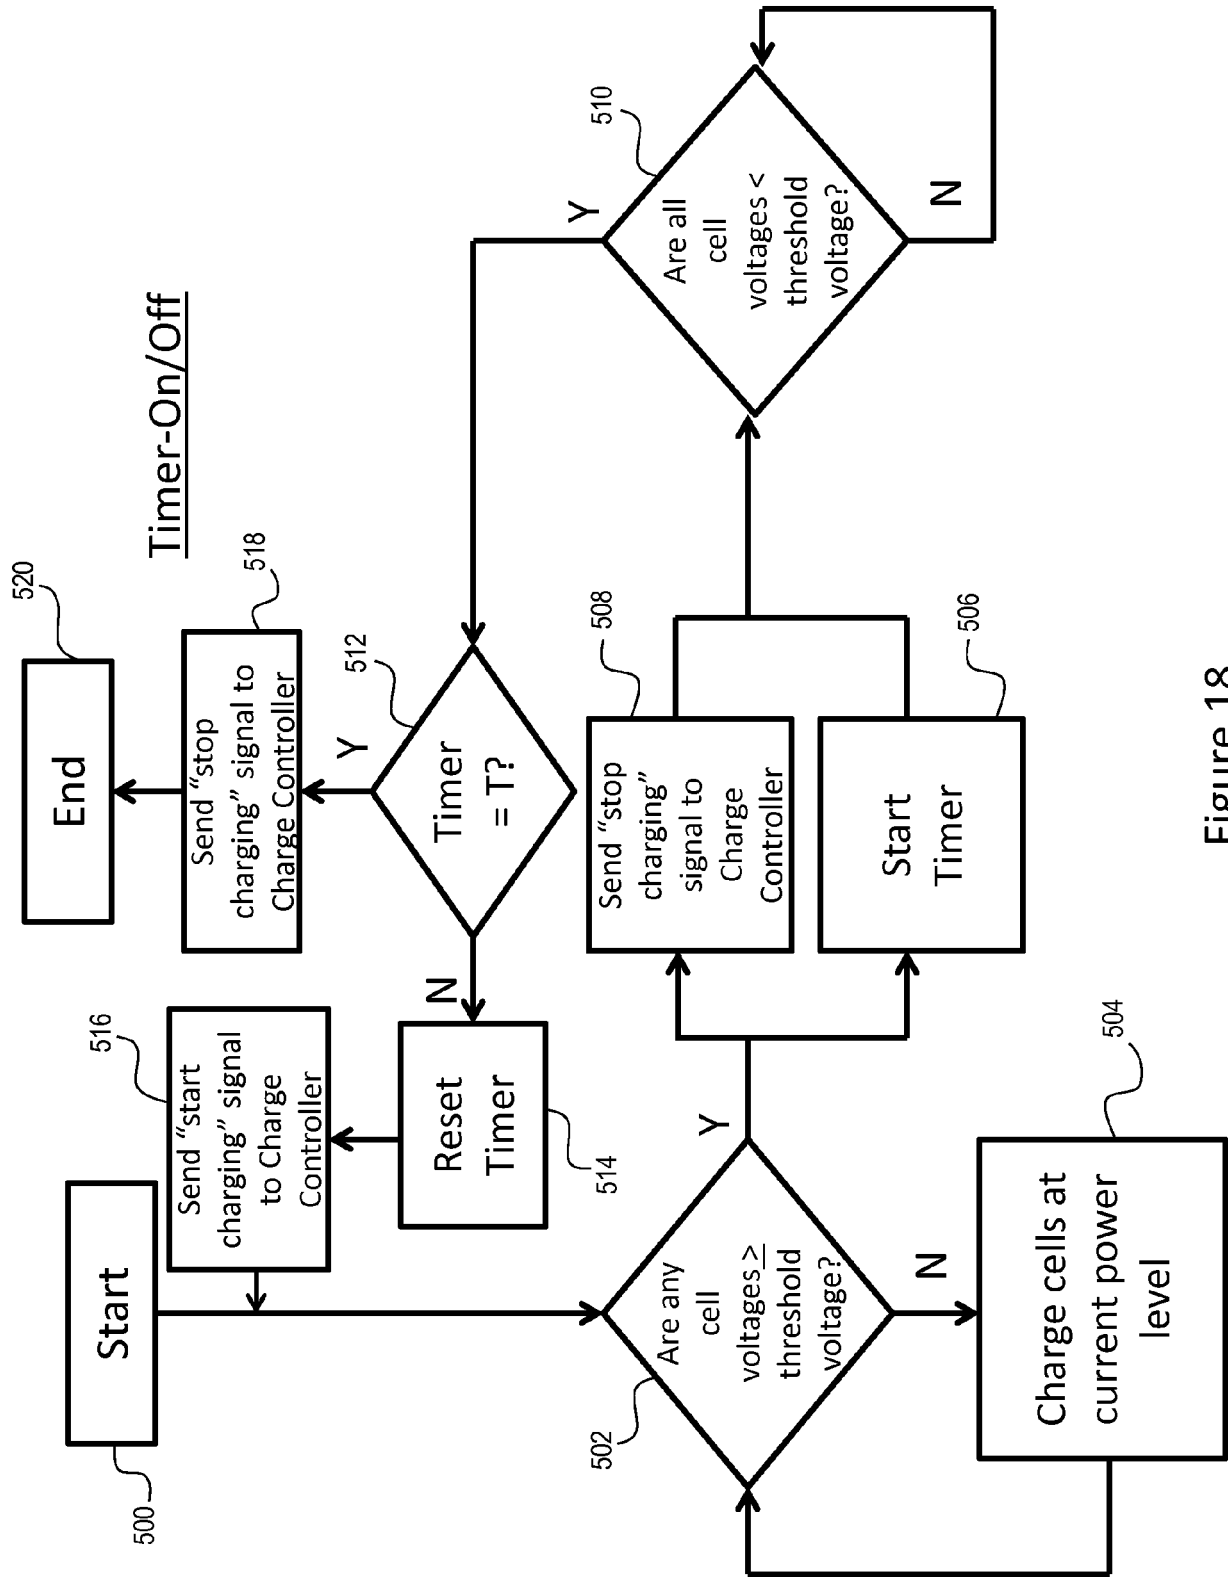 Timer-On/Off
Start
500
Are any
cell
voltages ≥
threshold
voltage?
502
Y
N
Charge cells at
current power
level
504
Send "stop
charging"
signal to
Charge
Controller
508
Start
Timer
506
Are all
cell
voltages <
threshold
voltage?
510
Y
N
Timer
= T?
512
Y
N
Reset
Timer
514
Send "start
charging" signal
to Charge
Controller
516
Send "stop
charging" signal to
Charge Controller
518
End
520
Figure 18